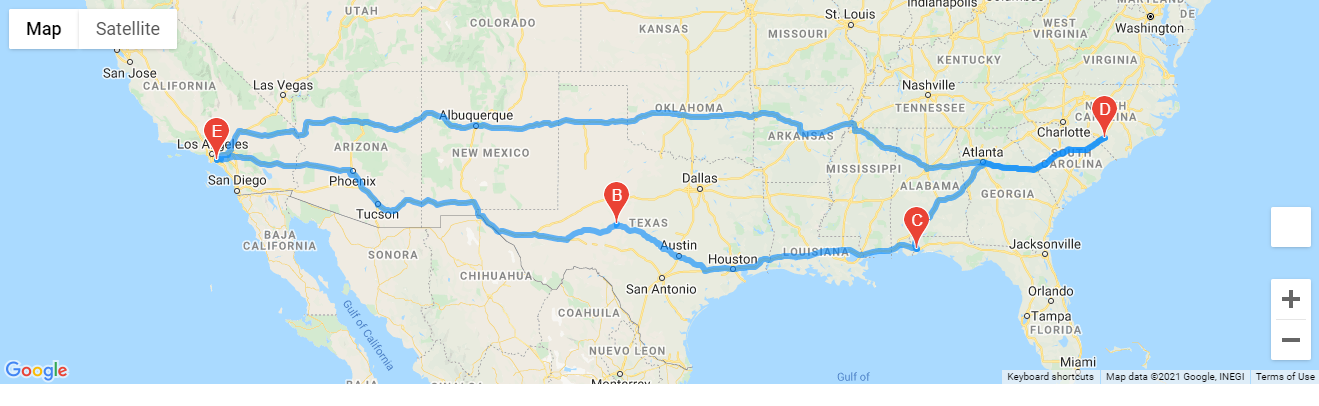 Map
Satellite
UTAH
COLORADO
KANSAS
St. Louis
MISSOURI
Indianapolis
WEST
VIRGINIA
MARYLAND
DE
Washington
VIRGINIA
KENTUCKY
San Jose
CALIFORNIA
Las Vegas
Nashville
TENNESSEE
Albuquerque
OKLAHOMA
ARKANSAS
D
NORTH
CAROLINA
Charlotte
E
Los Angeles
ARIZONA
NEW MEXICO
Atlanta
SOUTH
CAROLINA
MISSISSIPPI
ALABAMA
GEORGIA
San Diego
Phoenix
Tucson
Dallas
B
TEXAS
C
BAJA
CALIFORNIA
SONORA
CHIHUAHUA
Austin
Houston
San Antonio
LOUISIANA
Jacksonville
Orlando
Tampa
FLORIDA
Miami
COAHUILA
Gulf of California
NUEVO LEON
Monterrey
BAJA
SINALOA
Gulf of
Google
Keyboard shortcuts
Map data ©2021 Google, INEGI
Terms of Use